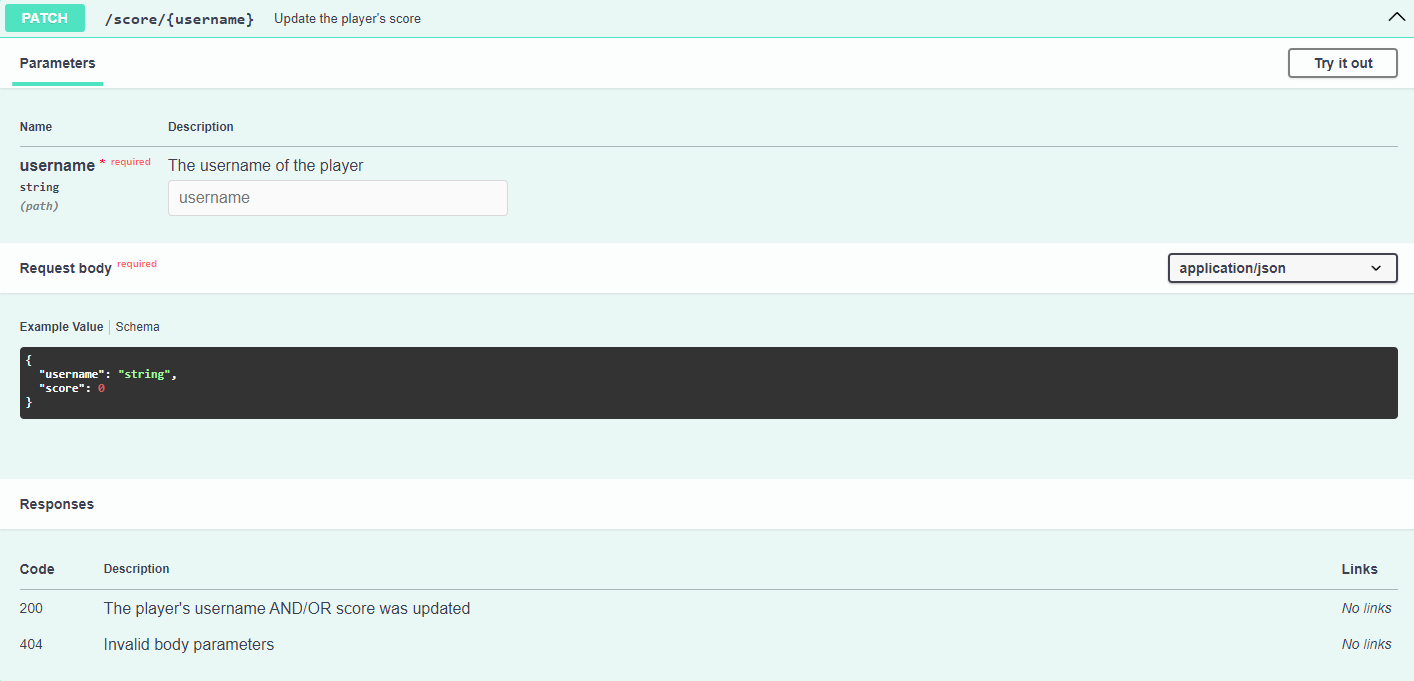 PATCH /score/{username} Update the player's score
Parameters Try it out
Name Description
username * required The username of the player
string
(path)
username
Request body required application/json
Example Value Schema
{
"username": "string",
"score": 0
}
Responses
Code Description Links
200 The player's username AND/OR score was updated No links
404 Invalid body parameters No links